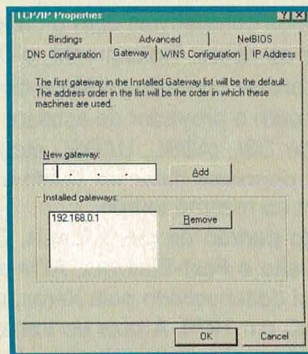 TCP/IP Properties
Bindings Advanced NetBIOS
DNS Configuration Gateway WINS Configuration IP Address
The first gateway in the Installed Gateway list will be the default.
The address order in the list will be the order in which these
machines are used.
New gateway:
. . .
Add
Installed gateways:
192.168.0.1
Remove
OK Cancel